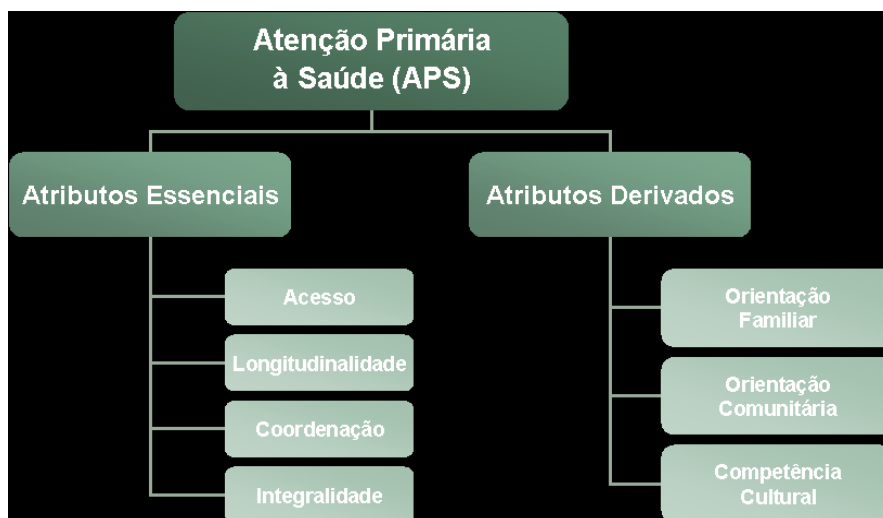 Atenção Primária
à Saúde (APS)
Atributos Essenciais
Atributos Derivados
Acesso
Longitudinalidade
Coordenação
Integralidade
Orientação
Familiar
Orientação
Comunitária
Competência
Cultural